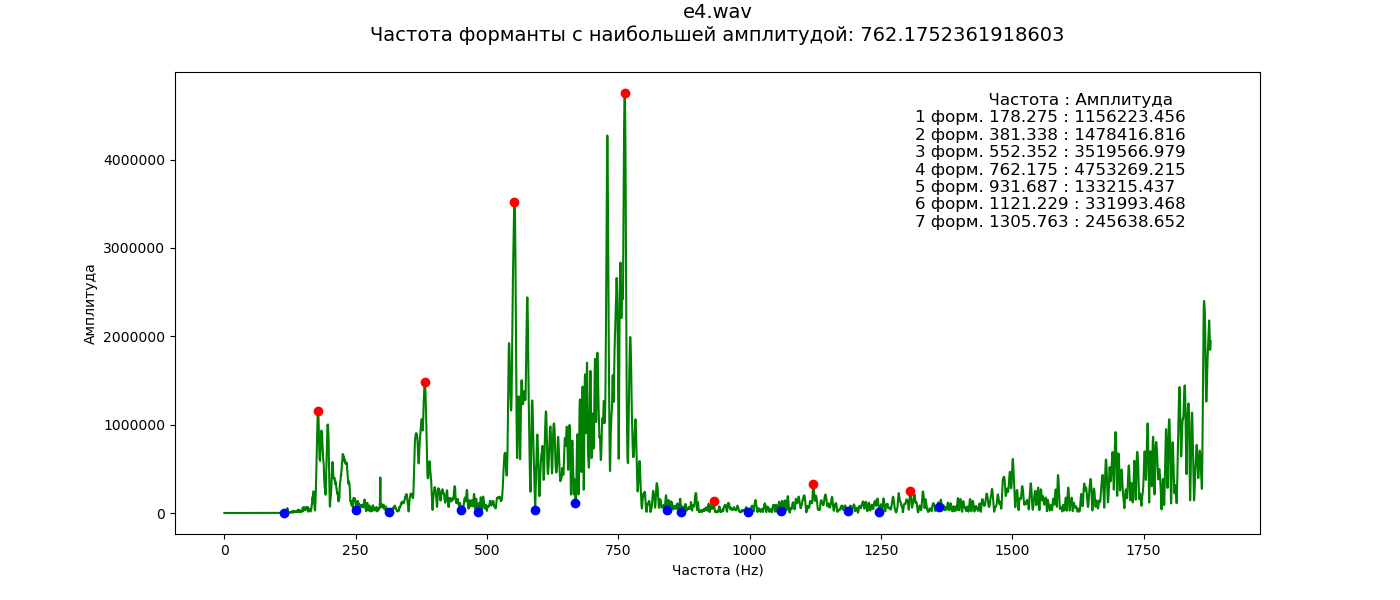 e4.wav
Частота форманты с наибольшей амплитудой: 762.1752361918603
Частота : Амплитуда
1 форм. 178.275 : 1156223.456
2 форм. 381.338 : 1478416.816
3 форм. 552.352 : 3519566.979
4 форм. 762.175 : 4753269.215
5 форм. 931.687 : 133215.437
6 форм. 1121.229 : 331993.468
7 форм. 1305.763 : 245638.652
4000000
3000000
2000000
1000000
0
Амплитуда
0 250 500 750 1000 1250 1500 1750
Частота (Hz)